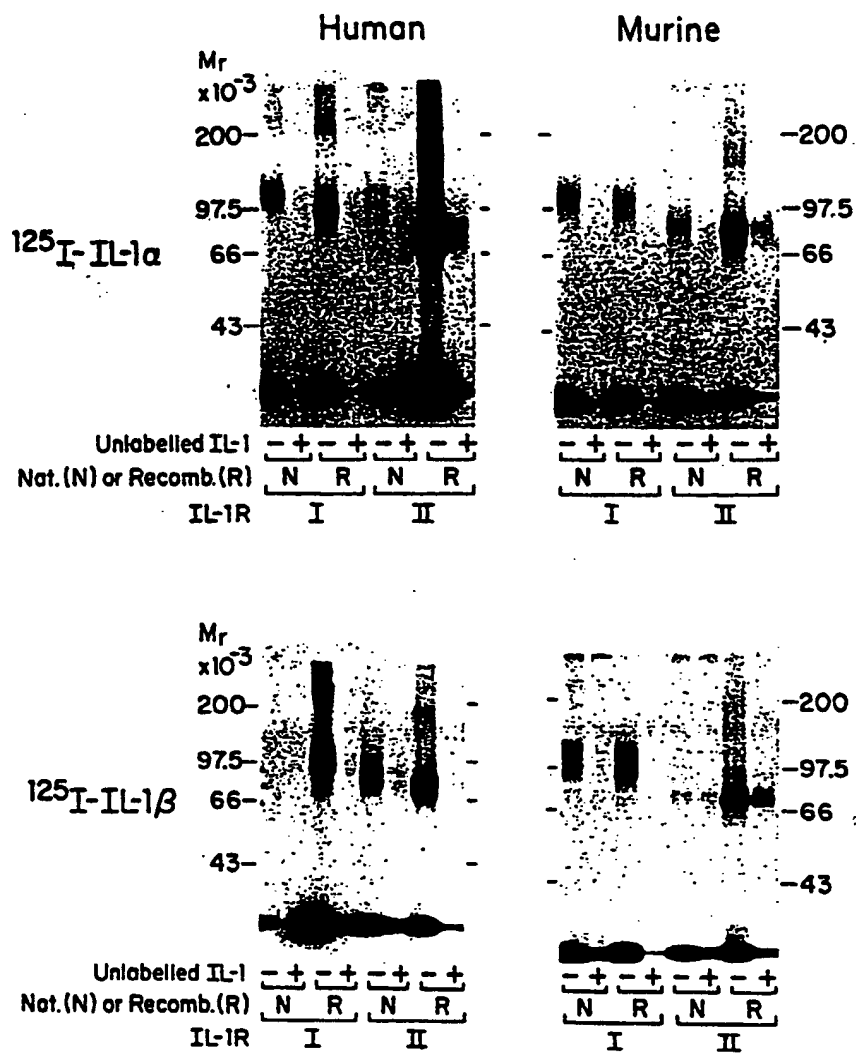 Human Murine
Mr
x10-3
200- - - -200
97.5- - - -97.5
125I-IL-1α
66- - - -66
43- - - -43
Unlabelled IL-1 - + - + - + - + - + - + - + - +
Nat.(N) or Recomb.(R) N R N R N R N R
IL-1R I II I II
Mr
x10-3
200- - - -200
97.5- - - -97.5
125I-IL-1β
66- - - -66
43- - - -43
Unlabelled IL-1 - + - + - + - + - + - + - + - +
Nat.(N) or Recomb.(R) N R N R N R N R
IL-1R I II I II